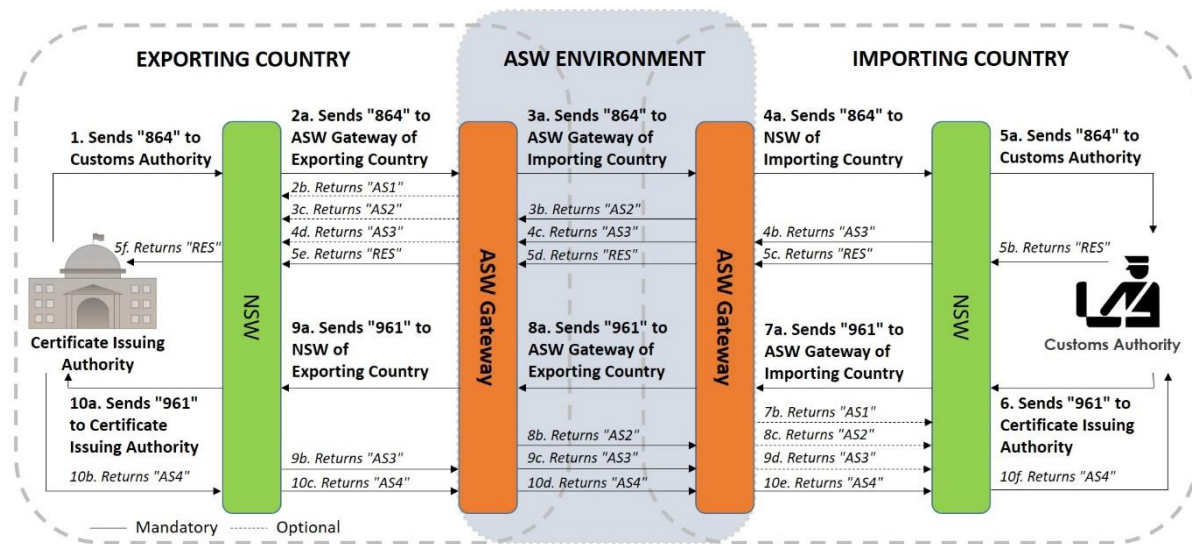 EXPORTING COUNTRY
ASW ENVIRONMENT
IMPORTING COUNTRY
1. Sends "864" to
Customs Authority
2a. Sends "864" to
ASW Gateway of
Exporting Country
3a. Sends "864" to
ASW Gateway of
Importing Country
4a. Sends "864" to
NSW of
Importing Country
5a. Sends "864" to
Customs Authority
2b. Returns "AS1"
3c. Returns "AS2"
3b. Returns "AS2"
4d. Returns "AS3"
4c. Returns "AS3"
4b. Returns "AS3"
5f. Returns "RES"
5e. Returns "RES"
5d. Returns "RES"
5c. Returns "RES"
5b. Returns "RES"
NSW
ASW Gateway
ASW Gateway
NSW
Certificate Issuing
Authority
Customs Authority
9a. Sends "961" to
NSW of
Exporting Country
8a. Sends "961" to
ASW Gateway of
Exporting Country
7a. Sends "961" to
ASW Gateway of
Importing Country
10a. Sends "961"
to Certificate
Issuing Authority
6. Sends "961" to
Certificate Issuing
Authority
7b. Returns "AS1"
8b. Returns "AS2"
8c. Returns "AS2"
9b. Returns "AS3"
9c. Returns "AS3"
9d. Returns "AS3"
10b. Returns "AS4"
10c. Returns "AS4"
10d. Returns "AS4"
10e. Returns "AS4"
10f. Returns "AS4"
Mandatory
Optional